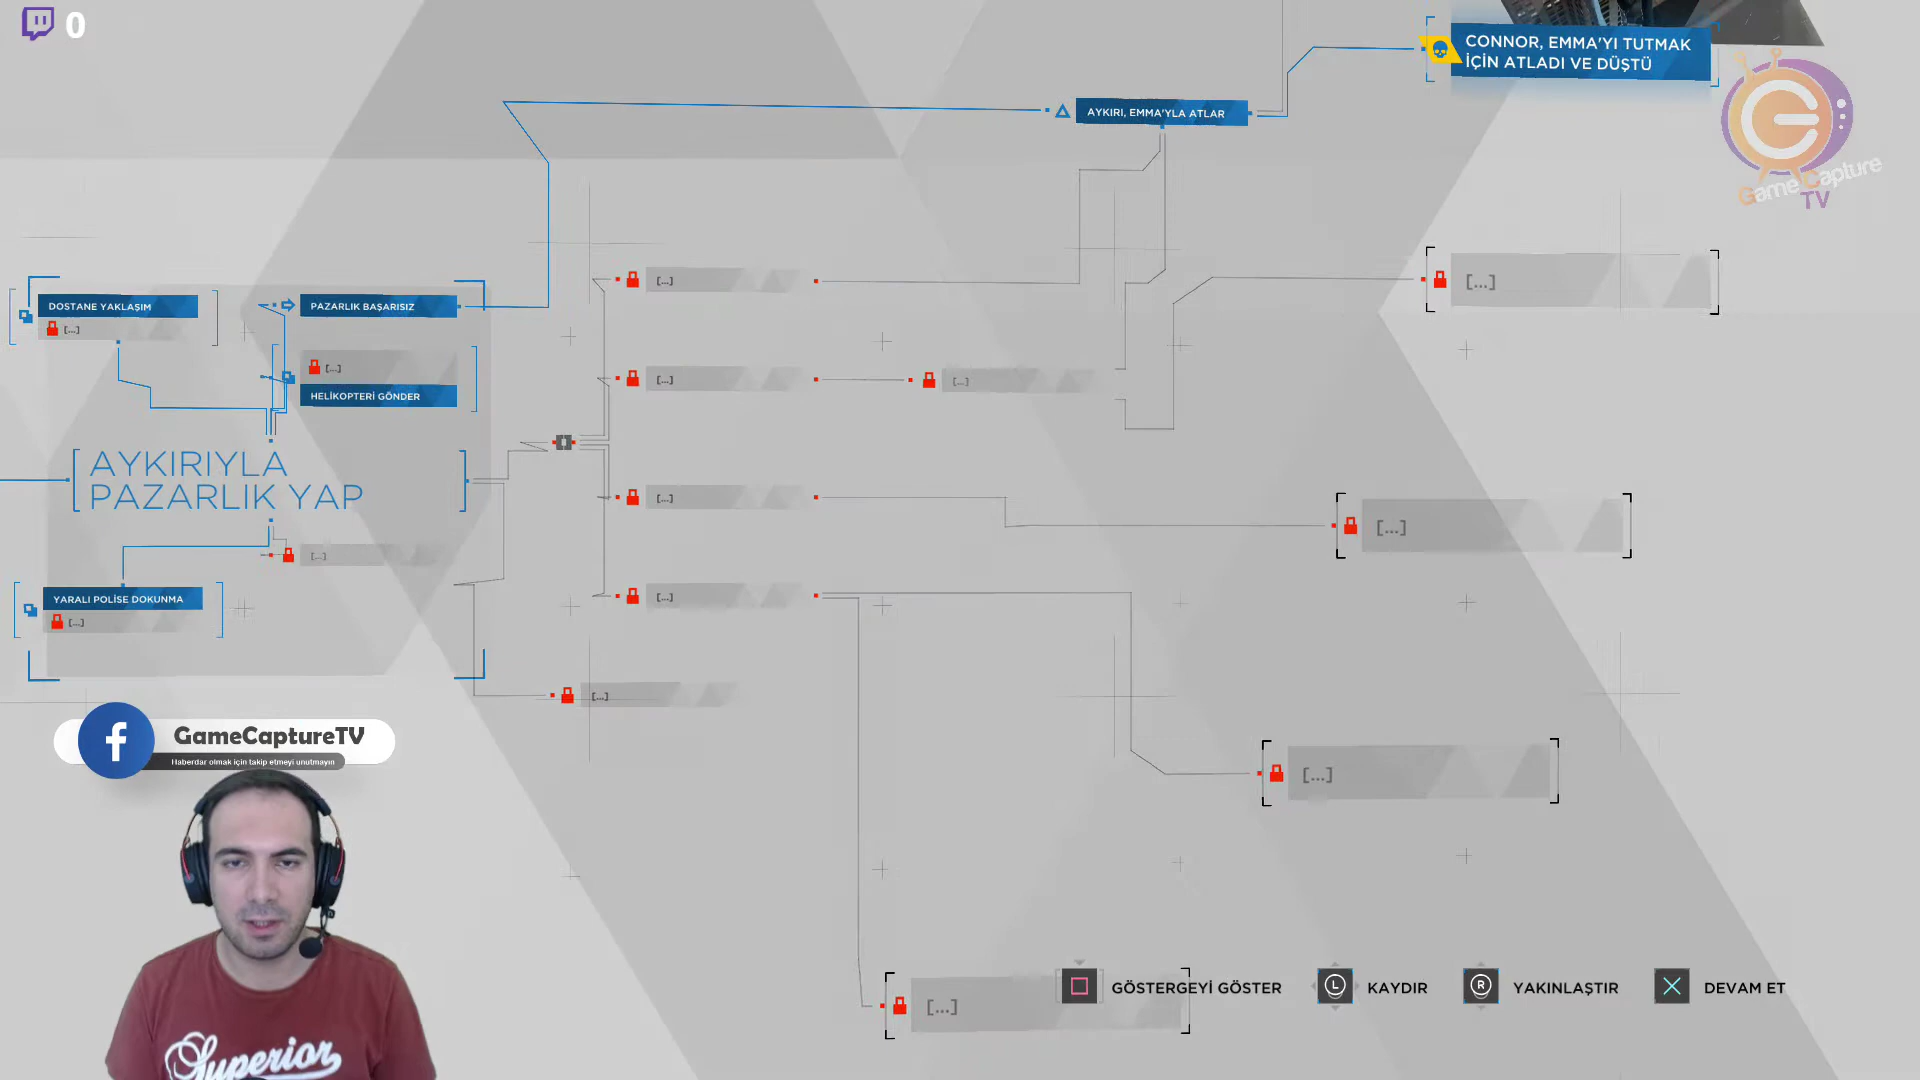 0
CONNOR, EMMA'YI TUTMAK
İÇİN ATLADI VE DÜŞTÜ
AYKIRI, EMMA'YLA ATLAR
GameCapture
TV
[...]
[...]
DOSTANE YAKLAŞIM
[...]
PAZARLIK BAŞARISIZ
[...]
HELİKOPTERİ GÖNDER
[...]
[...]
AYKIRIYLA
PAZARLIK YAP
[...]
[...]
[...]
[...]
YARALI POLİSE DOKUNMA
[...]
[...]
GameCaptureTV
Haberdar olmak için takip etmeyi unutmayın
[...]
[...]
GÖSTERGEYİ GÖSTER
L
KAYDIR
R
YAKINLAŞTIR
DEVAM ET
Superior